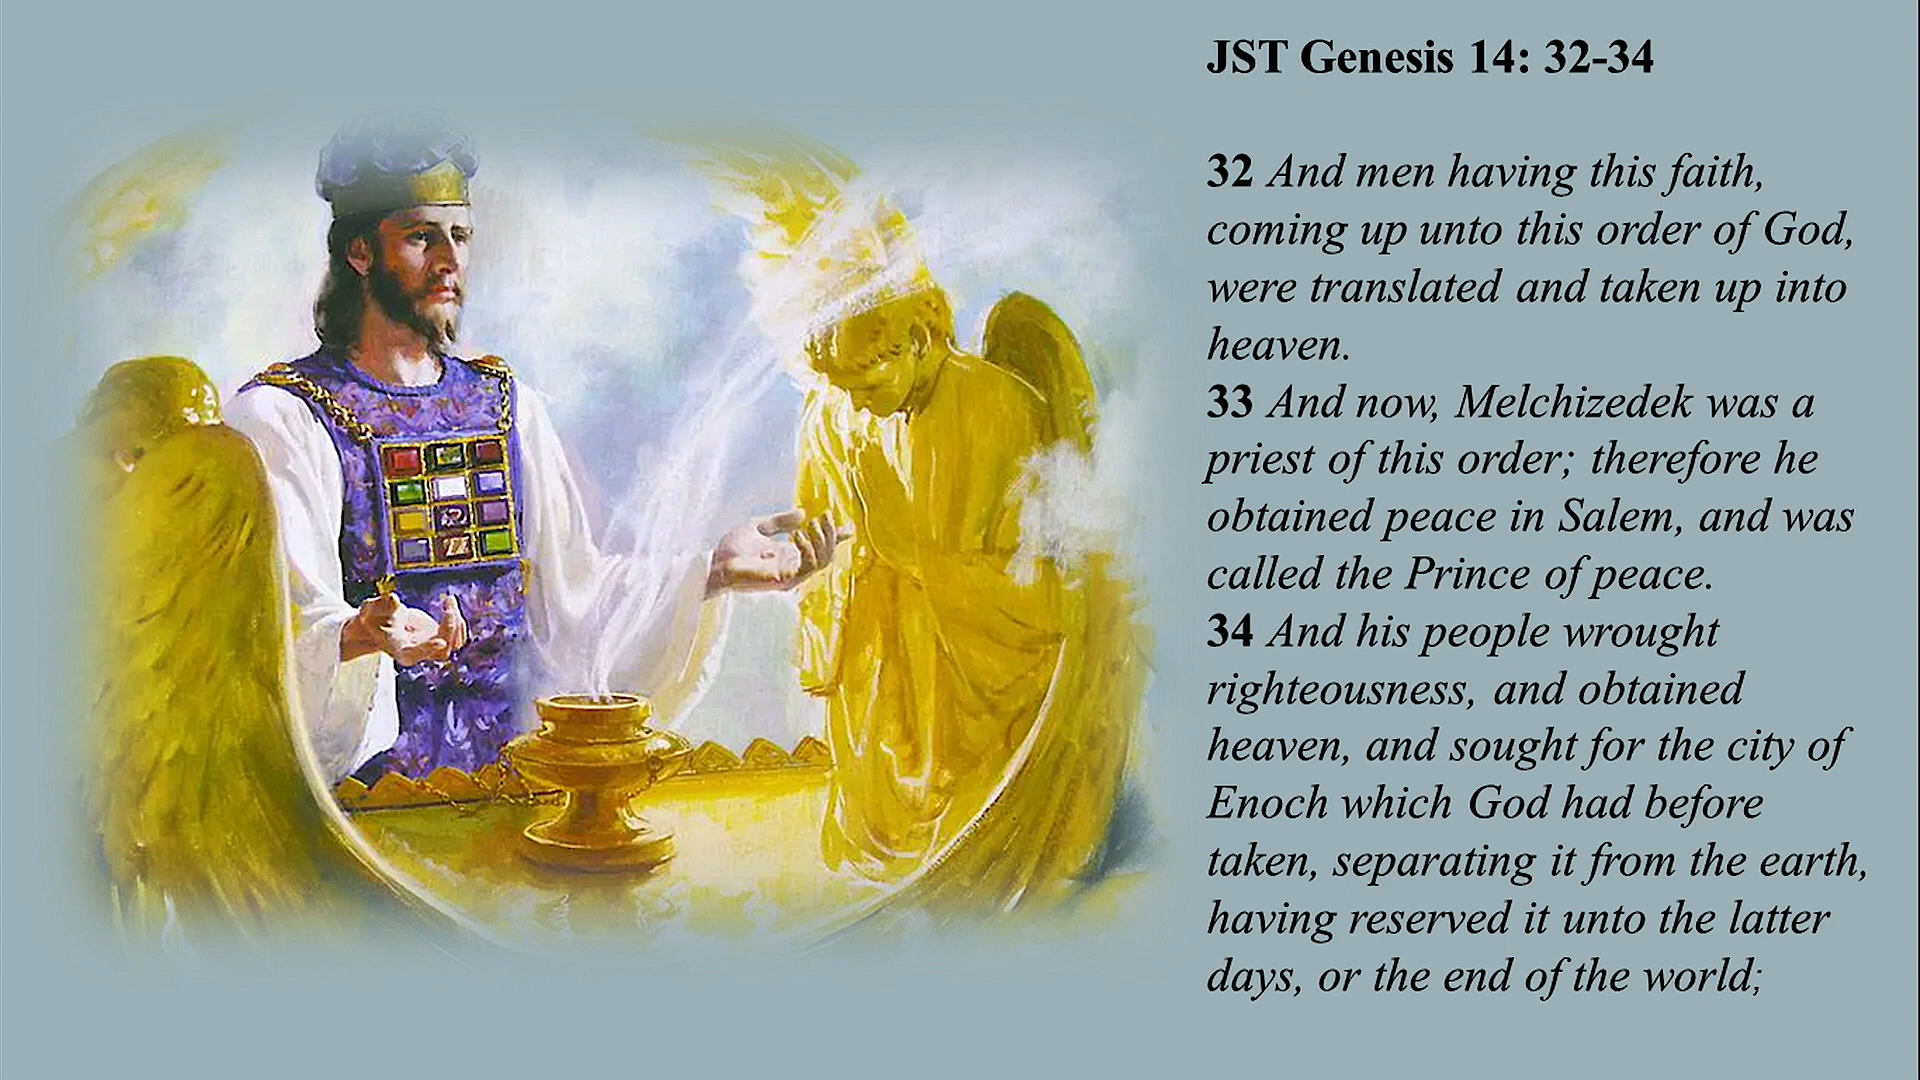 JST Genesis 14: 32-34
32 And men having this faith,
coming up unto this order of God,
were translated and taken up into
heaven.
33 And now, Melchizedek was a
priest of this order; therefore he
obtained peace in Salem, and was
called the Prince of peace.
34 And his people wrought
righteousness, and obtained
heaven, and sought for the city of
Enoch which God had before
taken, separating it from the earth,
having reserved it unto the latter
days, or the end of the world;